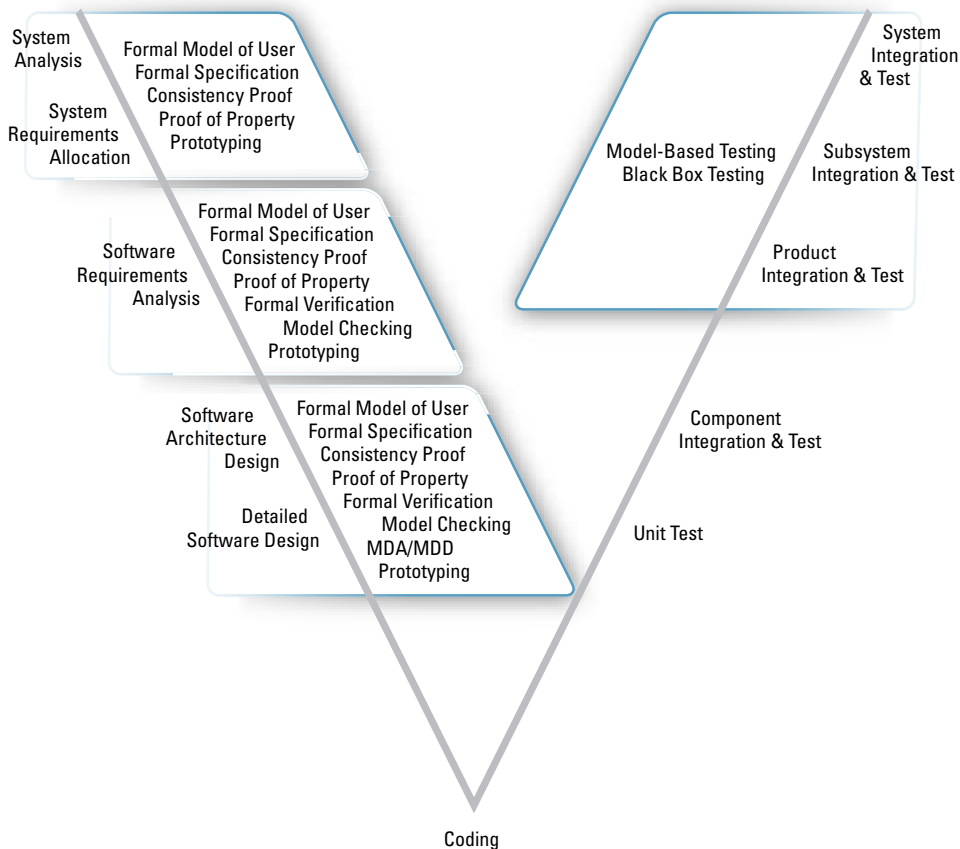 System
Analysis
System
Requirements
Allocation
Formal Model of User
Formal Specification
Consistency Proof
Proof of Property
Prototyping
Software
Requirements
Analysis
Formal Model of User
Formal Specification
Consistency Proof
Proof of Property
Formal Verification
Model Checking
Prototyping
Software
Architecture
Design
Detailed
Software Design
Formal Model of User
Formal Specification
Consistency Proof
Proof of Property
Formal Verification
Model Checking
MDA/MDD
Prototyping
Coding
Unit Test
Component
Integration & Test
Product
Integration & Test
Subsystem
Integration & Test
System
Integration
& Test
Model-Based Testing
Black Box Testing